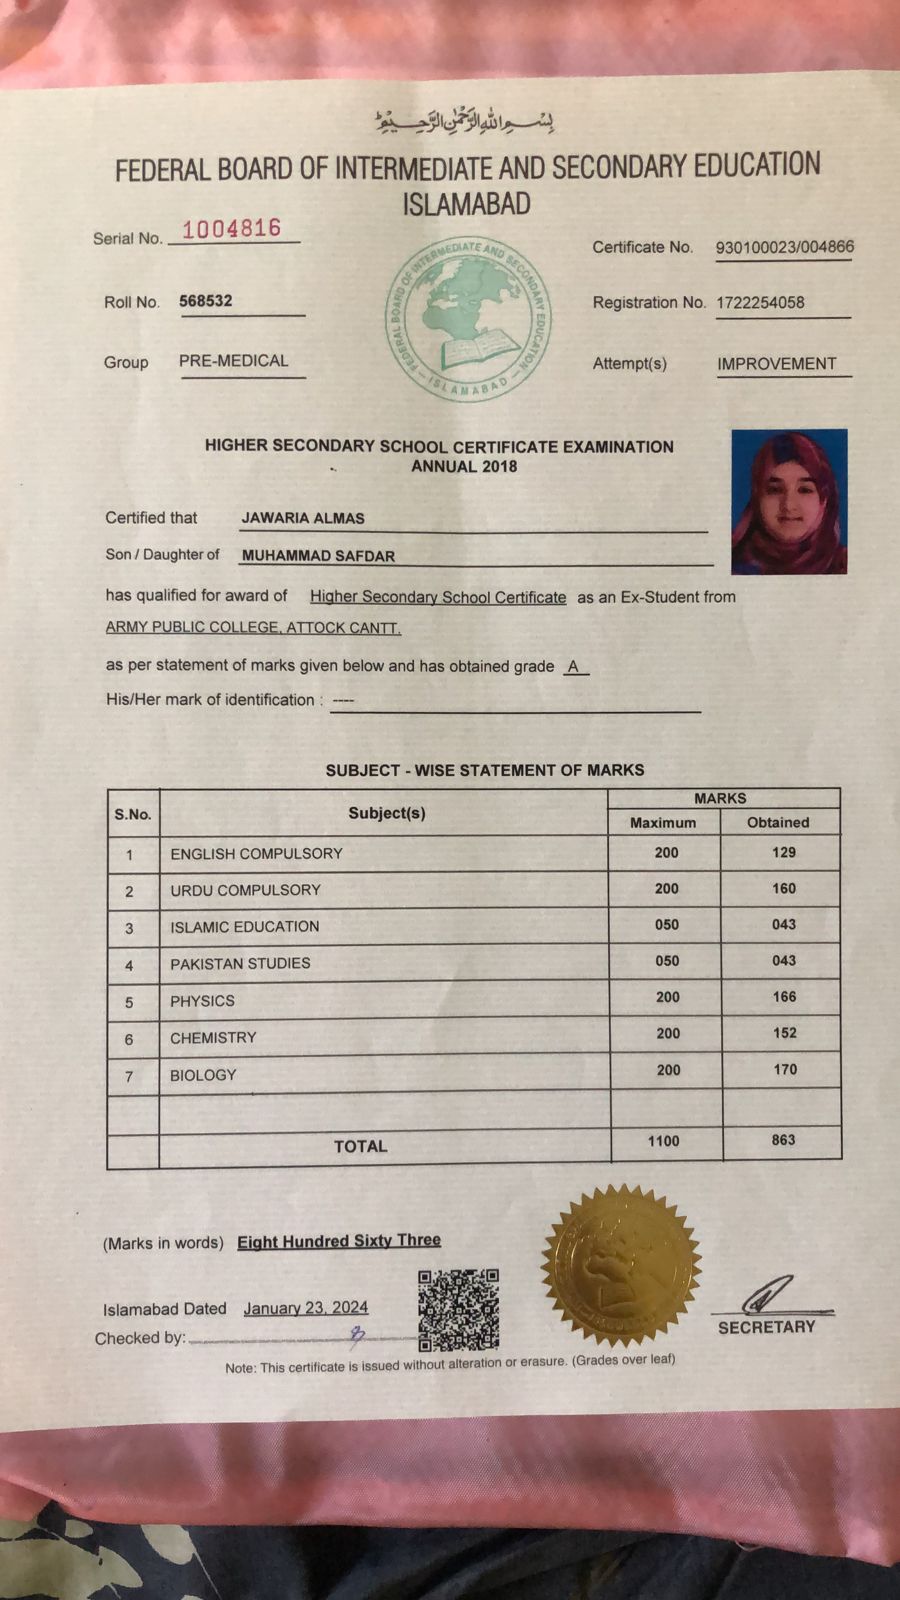 بِسْمِ اللّٰهِ الرَّحْمٰنِ الرَّحِيْمِ
FEDERAL BOARD OF INTERMEDIATE AND SECONDARY EDUCATION
ISLAMABAD
Serial No. 1004816
Certificate No. 930100023/004866
FEDERAL BOARD OF INTERMEDIATE AND SECONDARY EDUCATION
— ISLAMABAD —
Roll No. 568532
Registration No. 1722254058
Group PRE-MEDICAL
Attempt(s) IMPROVEMENT
HIGHER SECONDARY SCHOOL CERTIFICATE EXAMINATION
ANNUAL 2018
Certified that JAWARIA ALMAS
Son / Daughter of MUHAMMAD SAFDAR
has qualified for award of Higher Secondary School Certificate as an Ex-Student from
ARMY PUBLIC COLLEGE, ATTOCK CANTT.
as per statement of marks given below and has obtained grade A
His/Her mark of identification : ----
SUBJECT - WISE STATEMENT OF MARKS
S.No. Subject(s) MARKS
Maximum Obtained
1 ENGLISH COMPULSORY 200 129
2 URDU COMPULSORY 200 160
3 ISLAMIC EDUCATION 050 043
4 PAKISTAN STUDIES 050 043
5 PHYSICS 200 166
6 CHEMISTRY 200 152
7 BIOLOGY 200 170
TOTAL 1100 863
(Marks in words) Eight Hundred Sixty Three
Islamabad Dated January 23, 2024
Checked by:
SECRETARY
Note: This certificate is issued without alteration or erasure. (Grades over leaf)